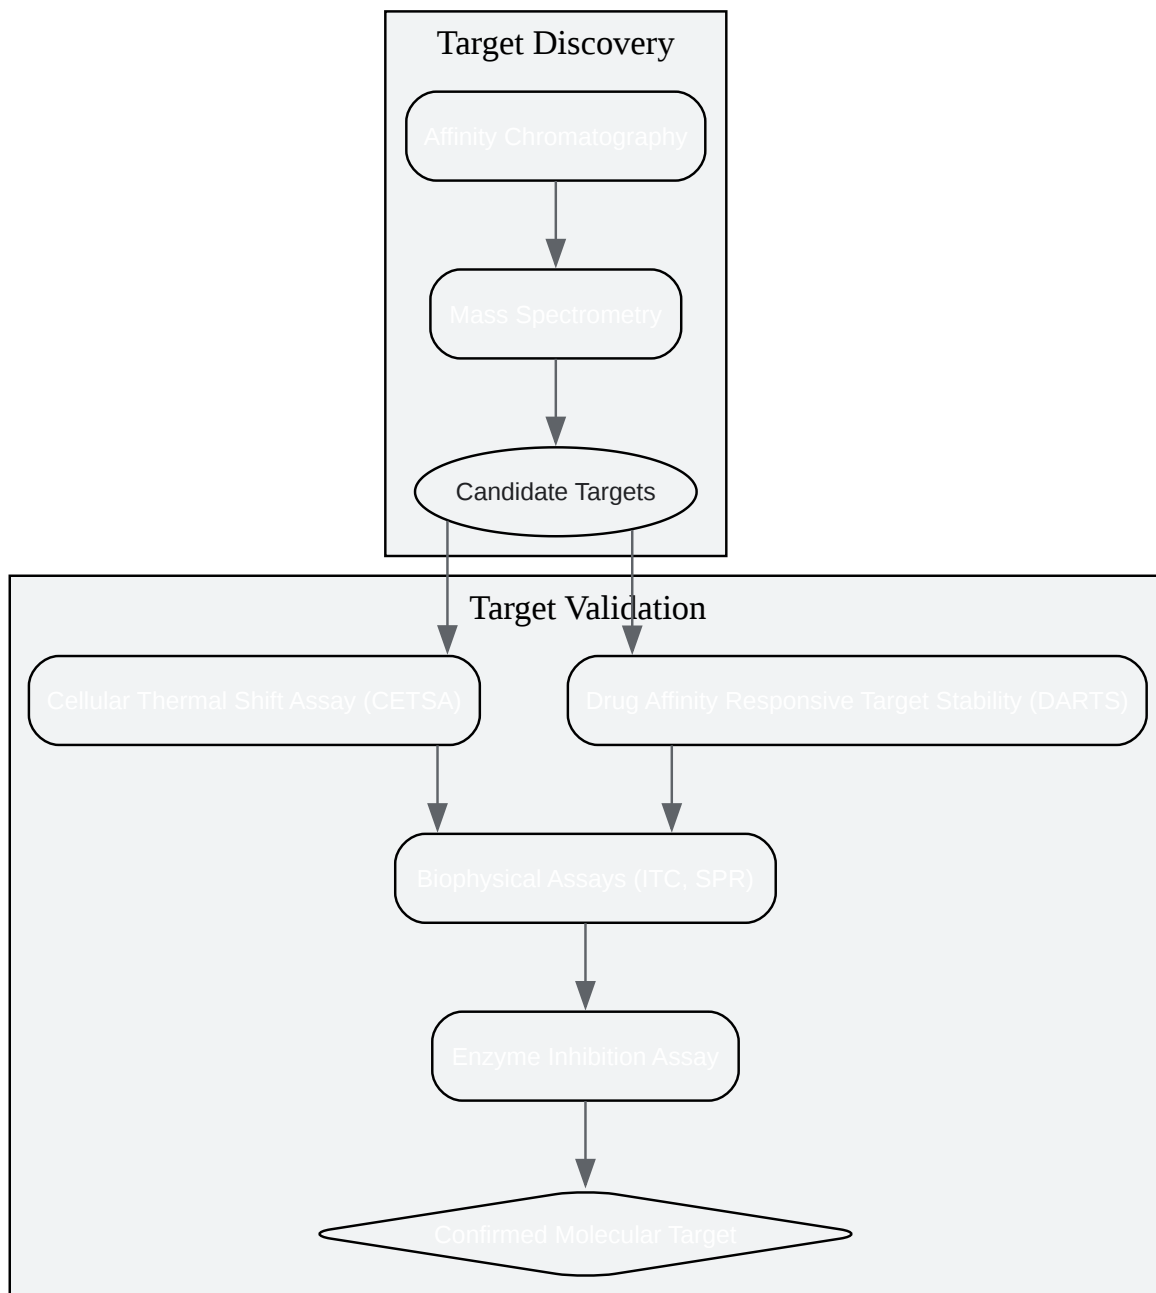 Target Discovery
Affinity Chromatography
Mass Spectrometry
Candidate Targets
Target Validation
Cellular Thermal Shift Assay (CETSA)
Drug Affinity Responsive Target Stability (DARTS)
Biophysical Assays (ITC, SPR)
Enzyme Inhibition Assay
Confirmed Molecular Target